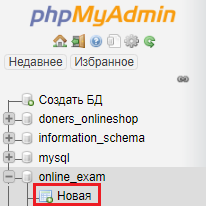 phpMyAdmin
Недавнее Избранное
Создать БД
doners_onlineshop
information_schema
mysql
online_exam
Новая